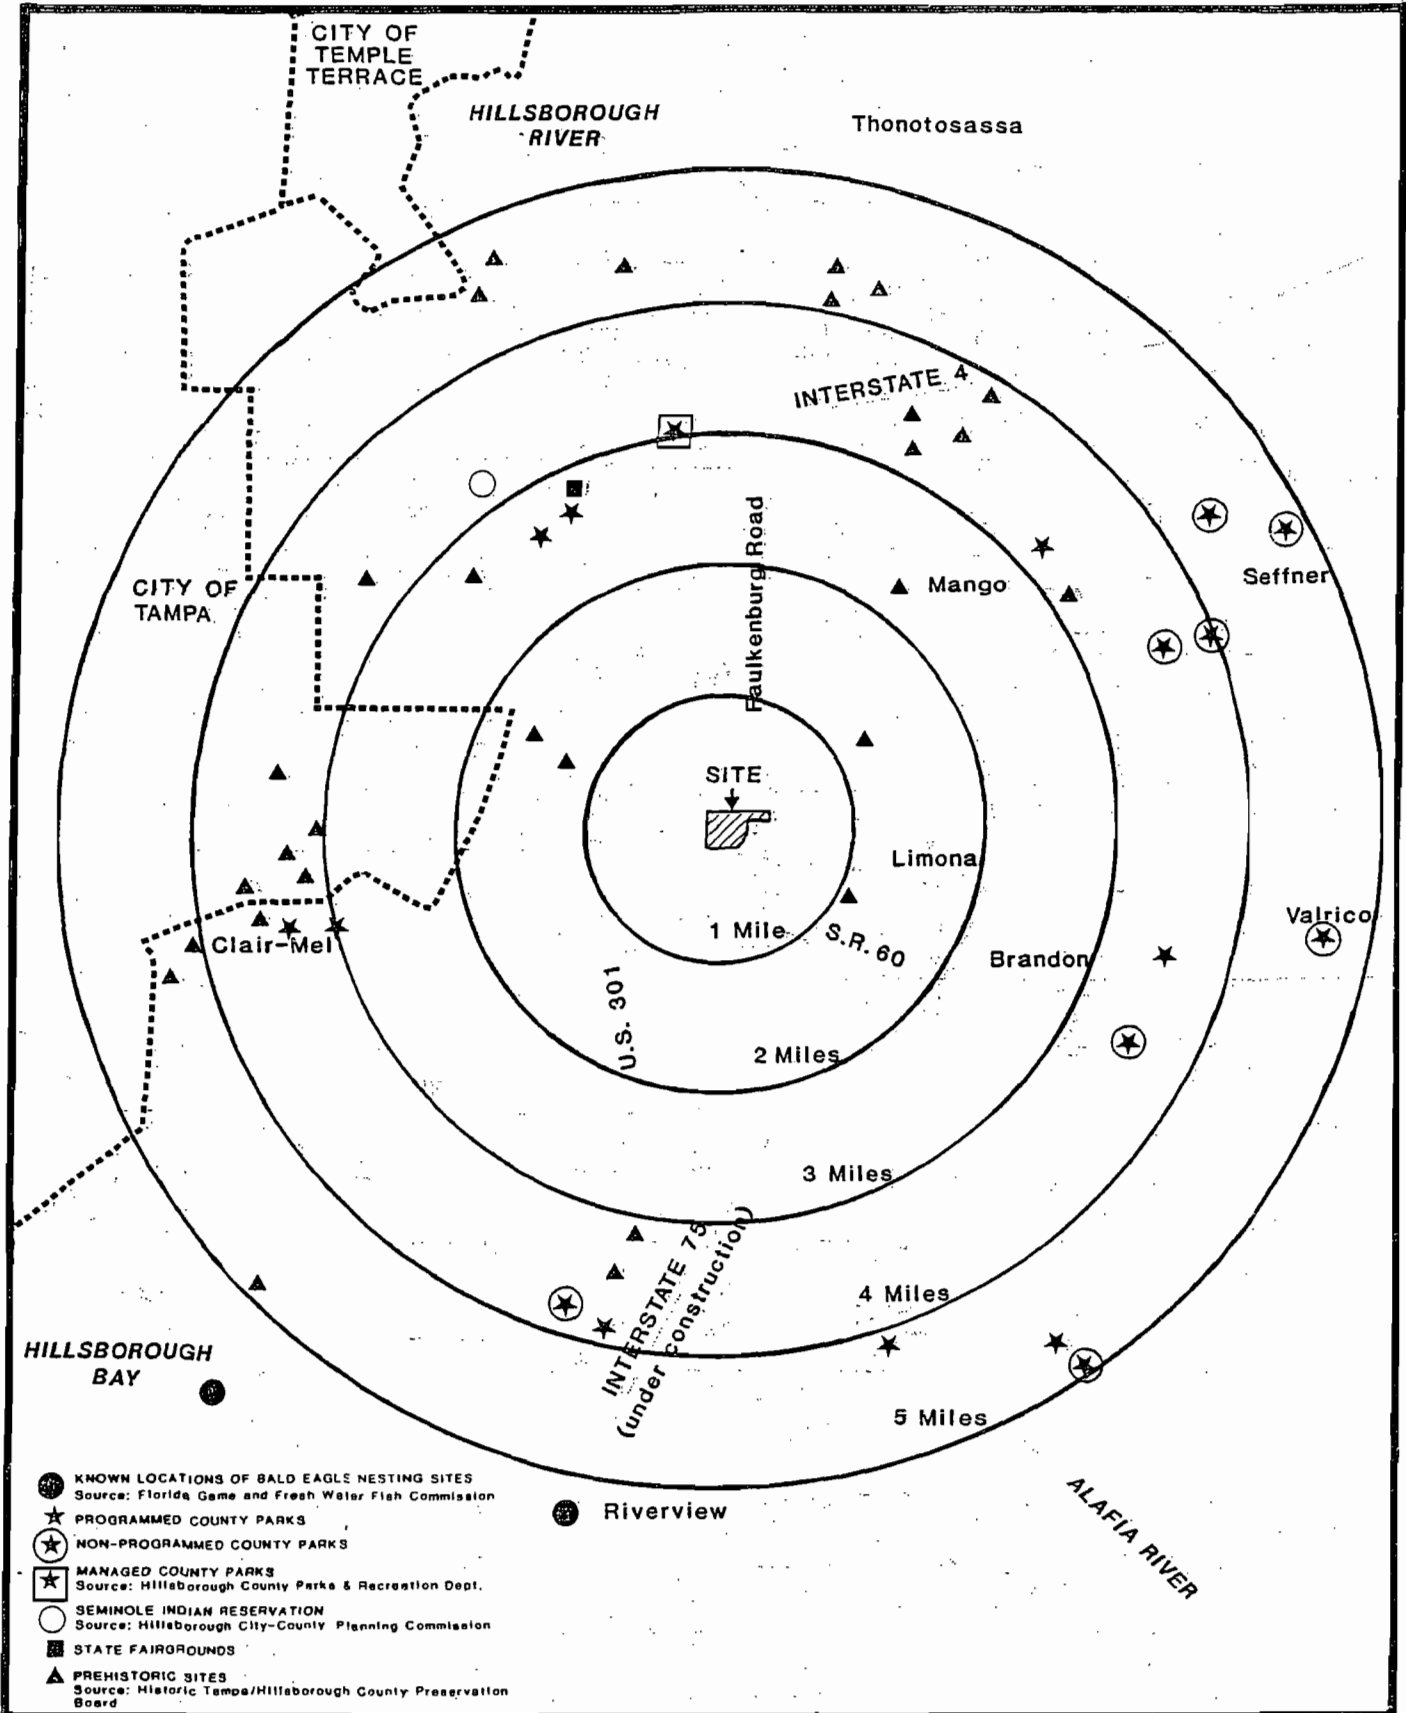 CITY OF
TEMPLE
TERRACE
HILLSBOROUGH
RIVER
Thonotosassa
INTERSTATE 4
Faulkenburg Road
Mango
Seffner
CITY OF
TAMPA
SITE
Limona
1 Mile
S.R. 60
Valrico
Clair-Mel
Brandon
U.S. 301
2 Miles
3 Miles
INTERSTATE 75
(under construction)
4 Miles
HILLSBOROUGH
BAY
5 Miles
Riverview
ALAFIA RIVER
KNOWN LOCATIONS OF BALD EAGLE NESTING SITES
Source: Florida Game and Fresh Water Fish Commission
PROGRAMMED COUNTY PARKS
NON-PROGRAMMED COUNTY PARKS
MANAGED COUNTY PARKS
Source: Hillsborough County Parks & Recreation Dept.
SEMINOLE INDIAN RESERVATION
Source: Hillsborough City-County Planning Commission
STATE FAIRGROUNDS
PREHISTORIC SITES
Source: Historic Tampa/Hillsborough County Preservation
Board